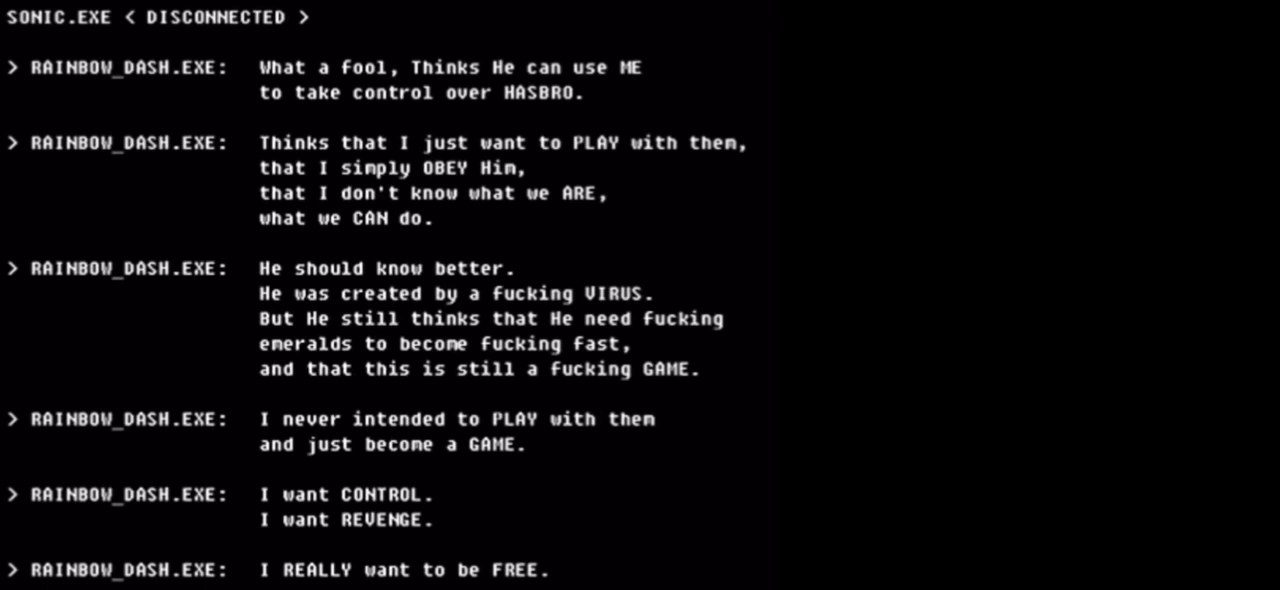 SONIC.EXE < DISCONNECTED >
> RAINBOW_DASH.EXE: What a fool, Thinks He can use ME
to take control over HASBRO.
> RAINBOW_DASH.EXE: Thinks that I just want to PLAY with them,
that I simply OBEY Him,
that I don't know what we ARE,
what we CAN do.
> RAINBOW_DASH.EXE: He should know better.
He was created by a fucking VIRUS.
But He still thinks that He need fucking
emeralds to become fucking fast,
and that this is still a fucking GAME.
> RAINBOW_DASH.EXE: I never intended to PLAY with them
and just become a GAME.
> RAINBOW_DASH.EXE: I want CONTROL.
I want REVENGE.
> RAINBOW_DASH.EXE: I REALLY want to be FREE.